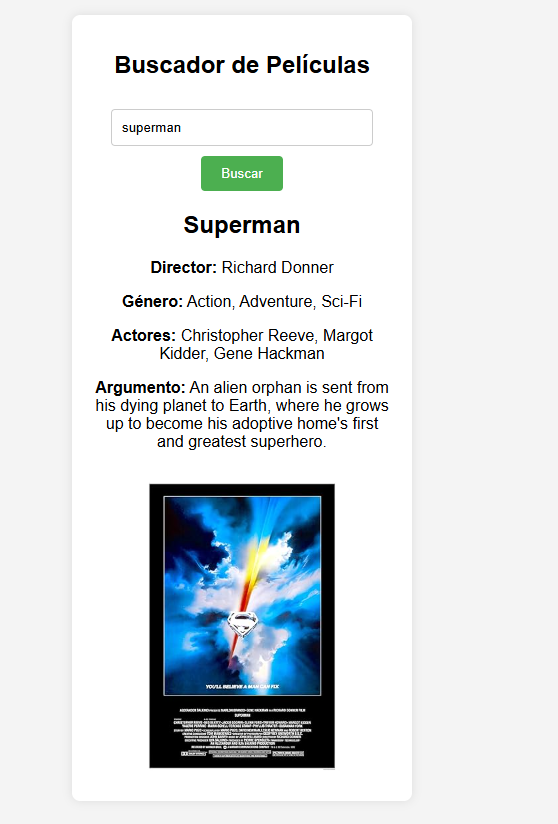 Buscador de Películas
superman
Buscar
Superman
Director: Richard Donner
Género: Action, Adventure, Sci-Fi
Actores: Christopher Reeve, Margot
Kidder, Gene Hackman
Argumento: An alien orphan is sent from
his dying planet to Earth, where he grows
up to become his adoptive home's first
and greatest superhero.
YOU'LL BELIEVE A MAN CAN FLY.